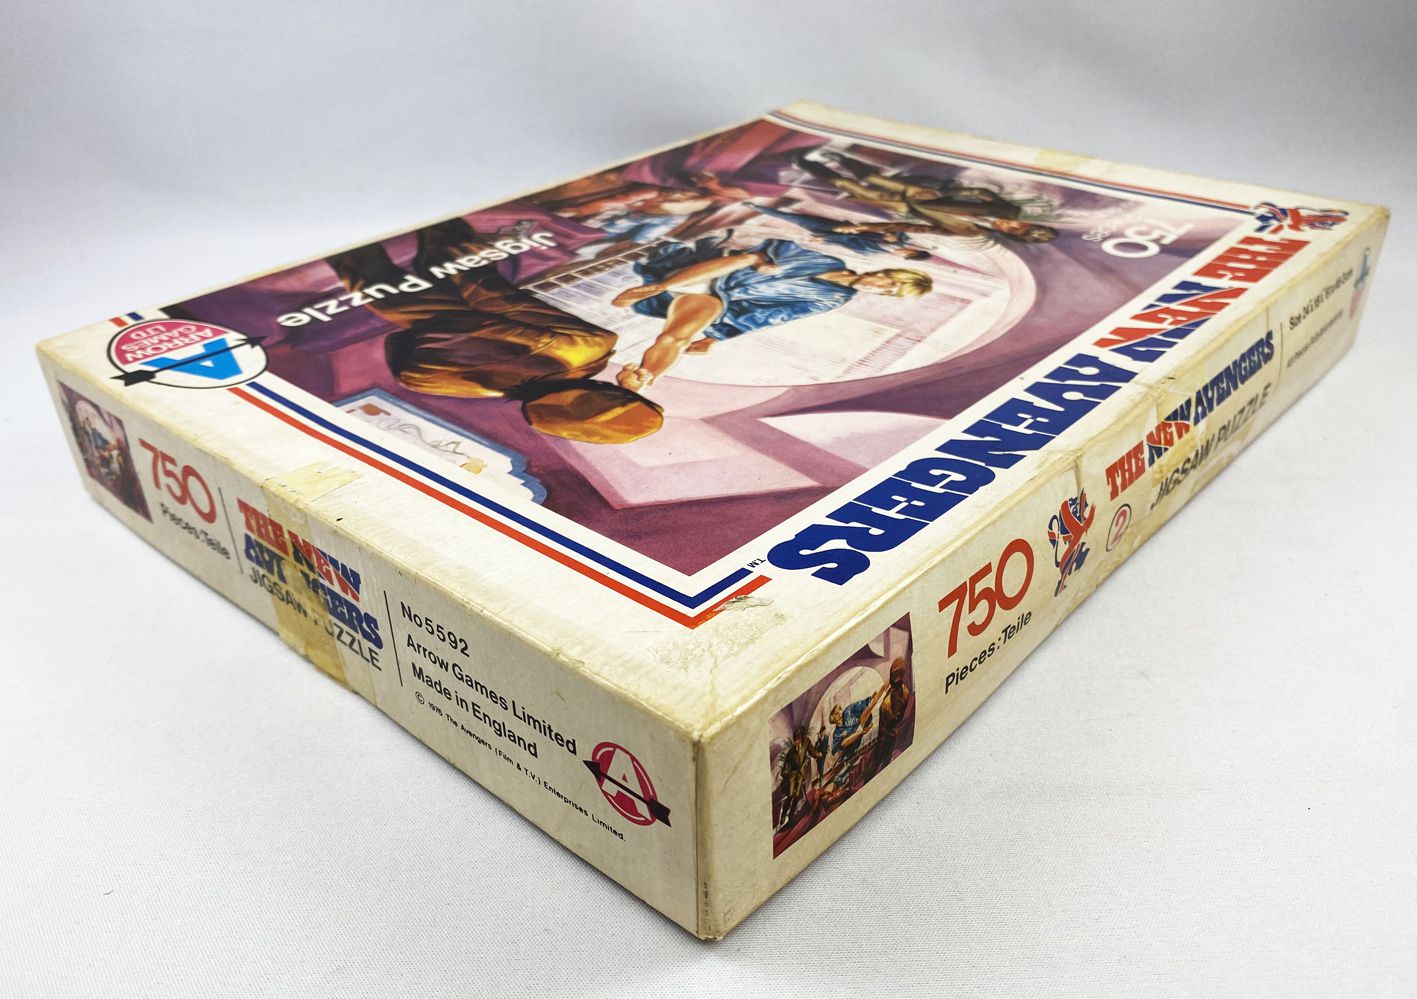 THE NEW AVENGERS
TM
750
Jigsaw Puzzle
ARROW
GAMES
LTD
A
750
Pieces:Teile
THE NEW
JIGSAW
No5592
Arrow Games Limited
Made in England
© 1976 The Avengers (Film & T.V.) Enterprises Limited.
A
750
Pieces:Teile
2
THE NEW AVENGERS
JIGSAW PUZZLE